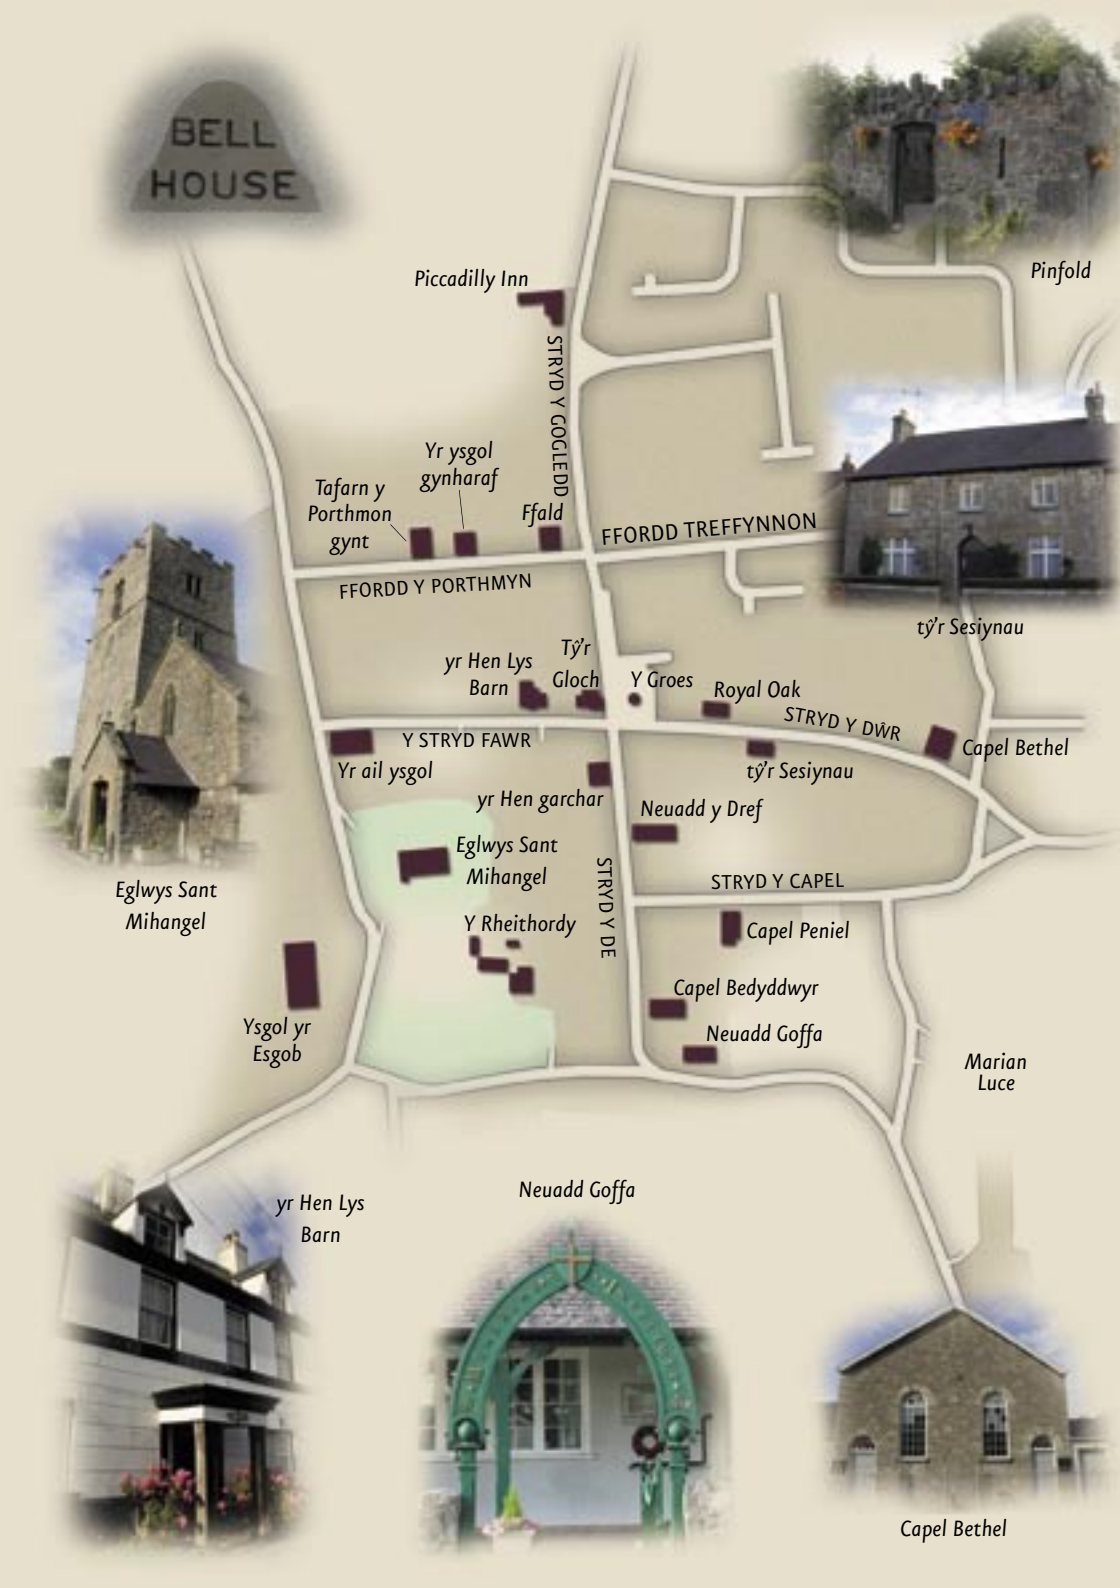 BELL
HOUSE
Pinfold
Piccadilly Inn
STRYD Y GOGLEDD
Yr ysgol
gynharaf
Tafarn y
Porthmon
gynt
Ffald
FFORDD TREFFYNNON
FFORDD Y PORTHMYN
tŷ'r Sesiynau
yr Hen Lys
Barn
Tŷ'r
Gloch
Y Groes
Royal Oak
STRYD Y DŴR
Capel Bethel
Y STRYD FAWR
Yr ail ysgol
tŷ'r Sesiynau
yr Hen garchar
Neuadd y Dref
Eglwys Sant
Mihangel
Eglwys Sant
Mihangel
STRYD Y DE
STRYD Y CAPEL
Y Rheithordy
Capel Peniel
Capel Bedyddwyr
Ysgol yr
Esgob
Neuadd Goffa
Marian
Luce
yr Hen Lys
Barn
Neuadd Goffa
Capel Bethel